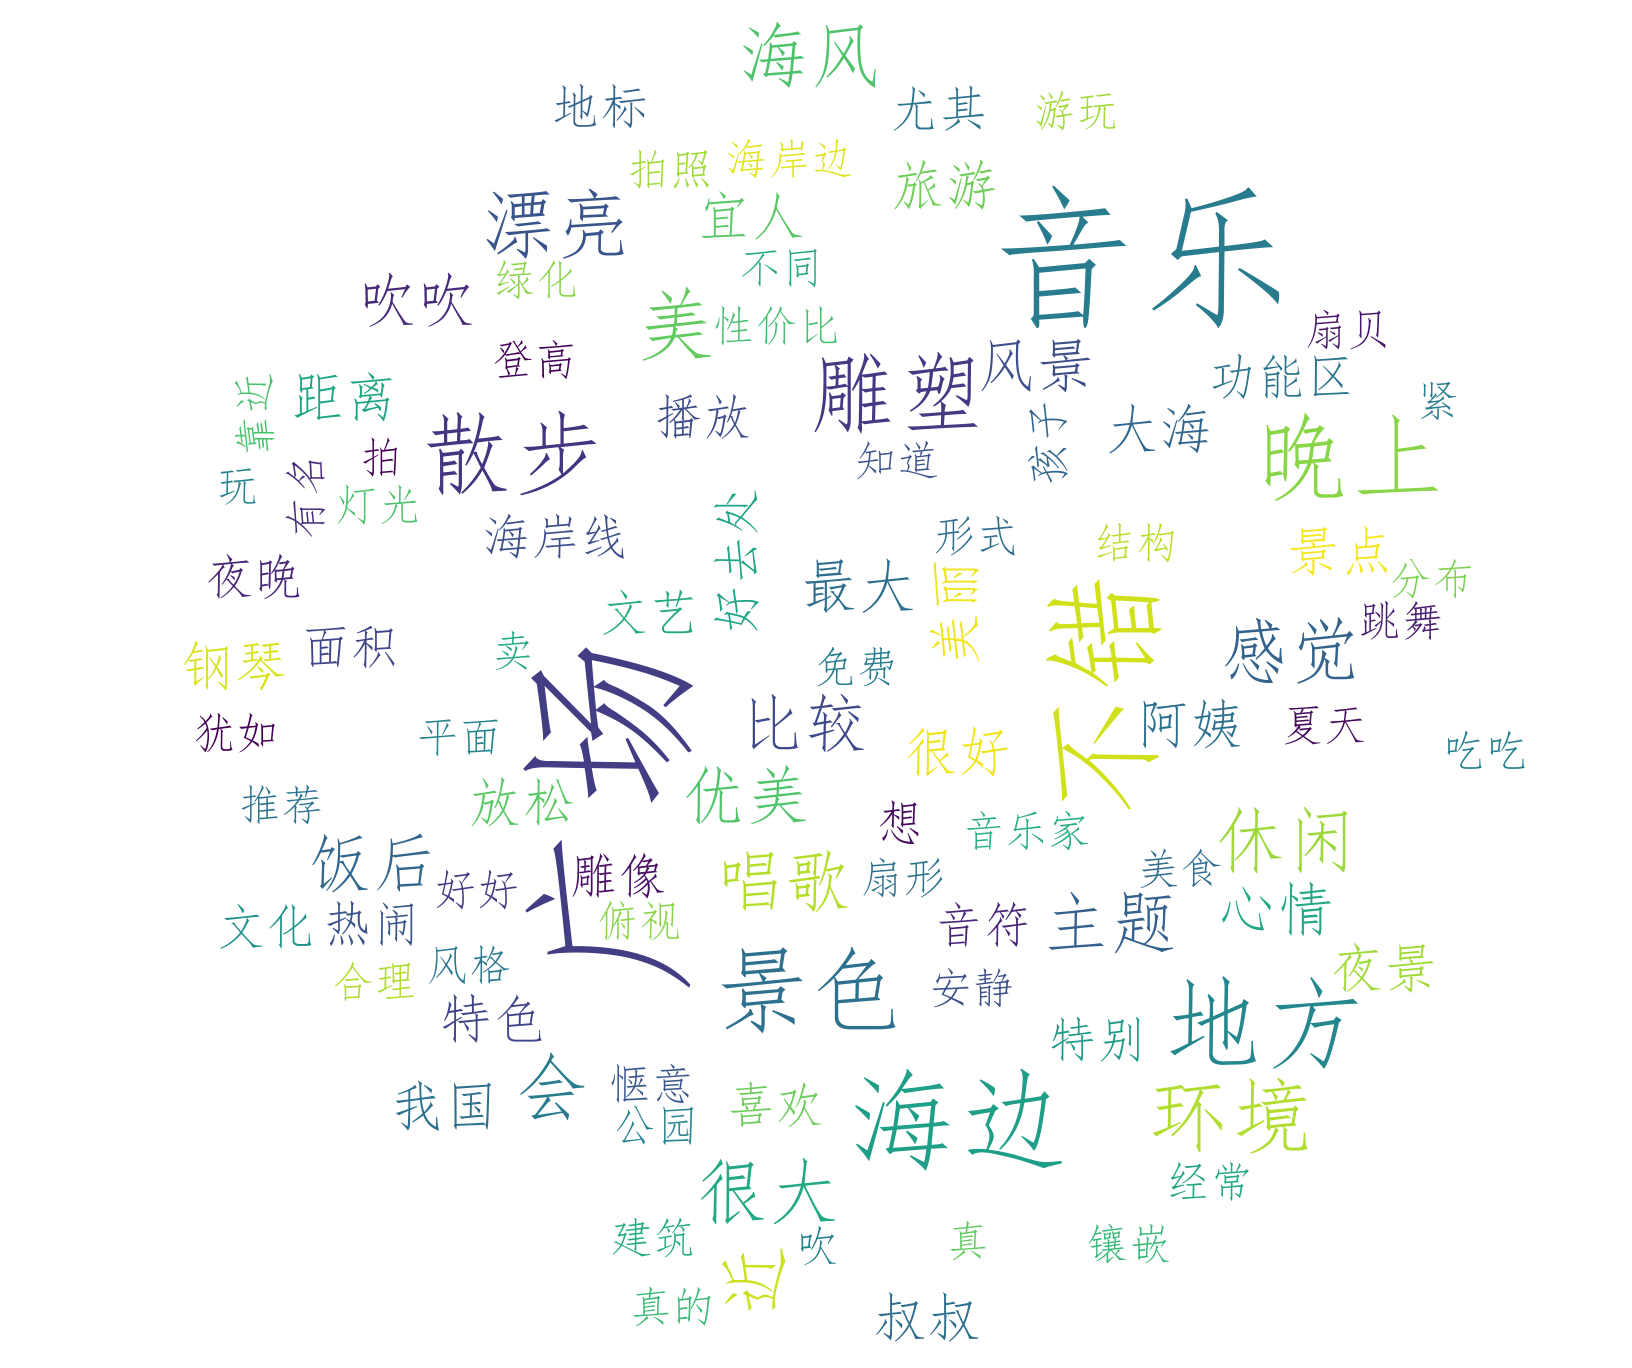 海风
地标
尤其
游玩
拍照
海岸边
旅游
漂亮
宜人
音乐
不同
绿化
吹吹
美
性价比
扇贝
登高
雕塑
风景
功能区
靠近
距离
播放
大海
紧
散步
孩子
晚上
拍
知道
玩
有名
灯光
好去处
海岸线
形式
结构
景点
夜晚
最大
美丽
不错
分布
文艺
跳舞
钢琴
面积
卖
免费
感觉
广场
犹如
平面
比较
很好
阿姨
夏天
吃吃
推荐
放松
优美
想
音乐家
休闲
饭后
好好
雕像
唱歌
扇形
美食
文化
热闹
俯视
音符
主题
心情
合理
风格
景色
安静
夜景
特色
特别
地方
我国
会
惬意
公园
喜欢
海边
环境
很大
经常
建筑
近
吹
真
镶嵌
真的
叔叔